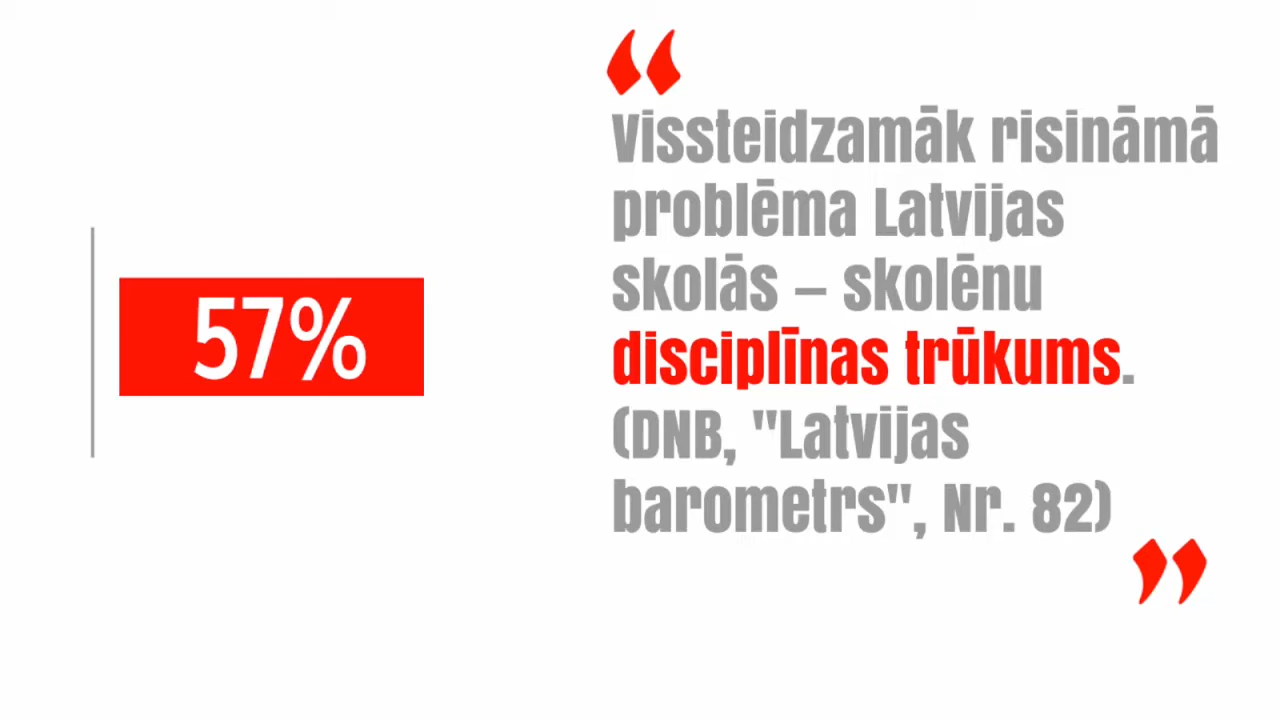 57%
“
Vissteidzamāk risināmā
problēma Latvijas
skolās – skolēnu
disciplīnas trūkums.
(DNB, "Latvijas
barometrs", Nr. 82)
”